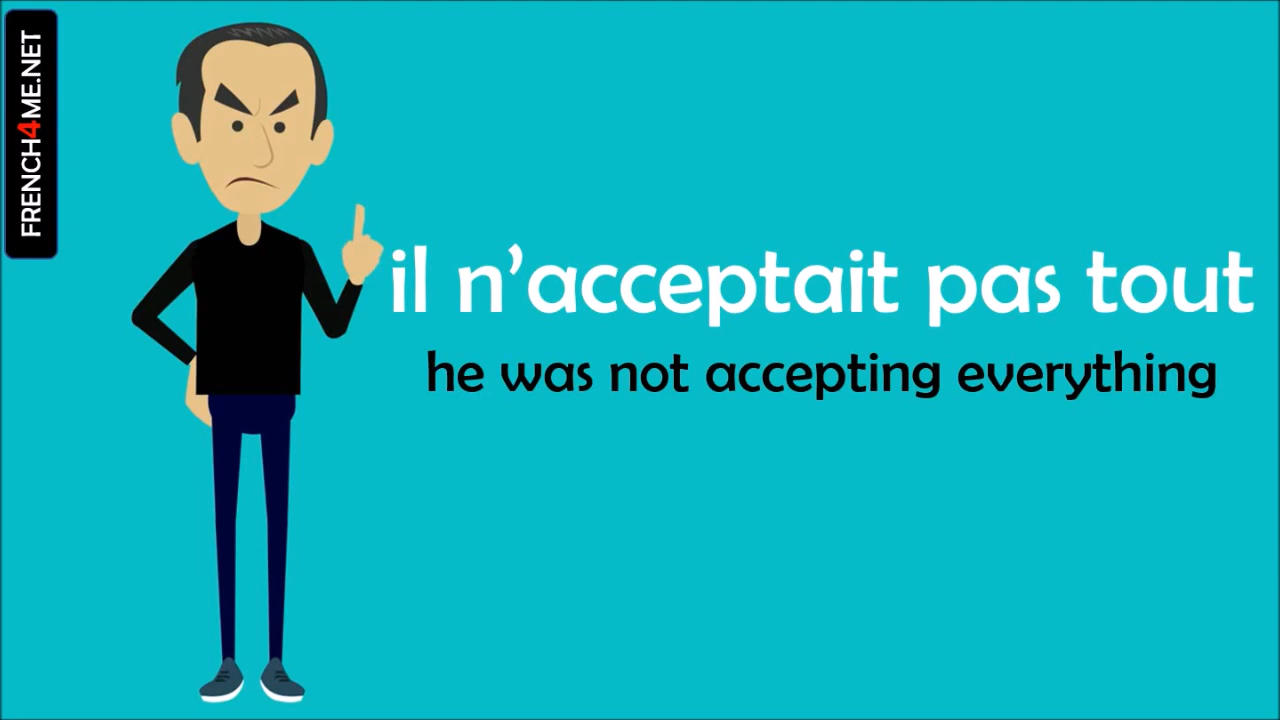 FRENCH4ME.NET
il n’acceptait pas tout
he was not accepting everything